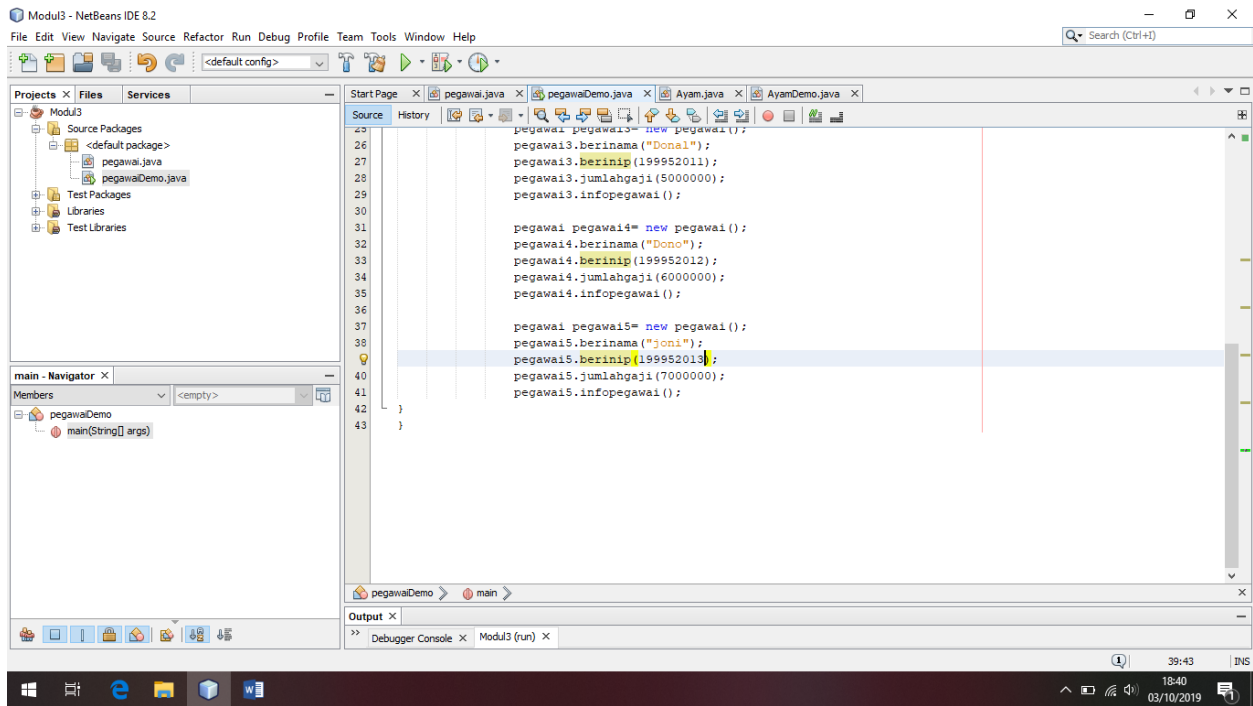 Modul3 - NetBeans IDE 8.2
File Edit View Navigate Source Refactor Run Debug Profile Team Tools Window Help
Search (Ctrl+I)
<default config>
Projects Files Services
Start Page pegawai.java pegawaiDemo.java Ayam.java AyamDemo.java
Modul3
Source Packages
<default package>
pegawai.java
pegawaiDemo.java
Test Packages
Libraries
Test Libraries
Source History
25 pegawai pegawai3= new pegawai();
26 pegawai3.berinama("Donal");
27 pegawai3.berinip(199952011);
28 pegawai3.jumlahgaji(5000000);
29 pegawai3.infopegawai();
30
31 pegawai pegawai4= new pegawai();
32 pegawai4.berinama("Dono");
33 pegawai4.berinip(199952012);
34 pegawai4.jumlahgaji(6000000);
35 pegawai4.infopegawai();
36
37 pegawai pegawai5= new pegawai();
38 pegawai5.berinama("joni");
pegawai5.berinip(199952013);
40 pegawai5.jumlahgaji(7000000);
41 pegawai5.infopegawai();
42 }
43 }
main - Navigator
Members <empty>
pegawaiDemo
main(String[] args)
pegawaiDemo main
Output
Debugger Console Modul3 (run)
1 39:43 INS
18:40
03/10/2019